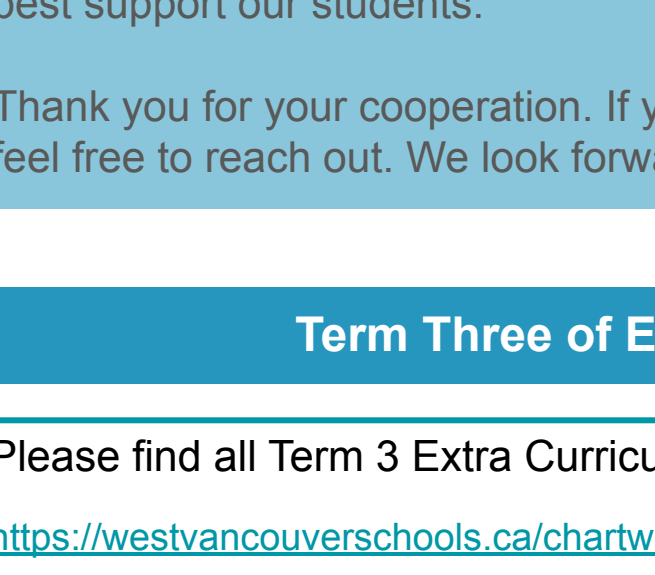 best support our students.
Thank you for your cooperation. If y
feel free to reach out. We look forwa
Term Three of E
Please find all Term 3 Extra Curricu
https://westvancouverschools.ca/chartw